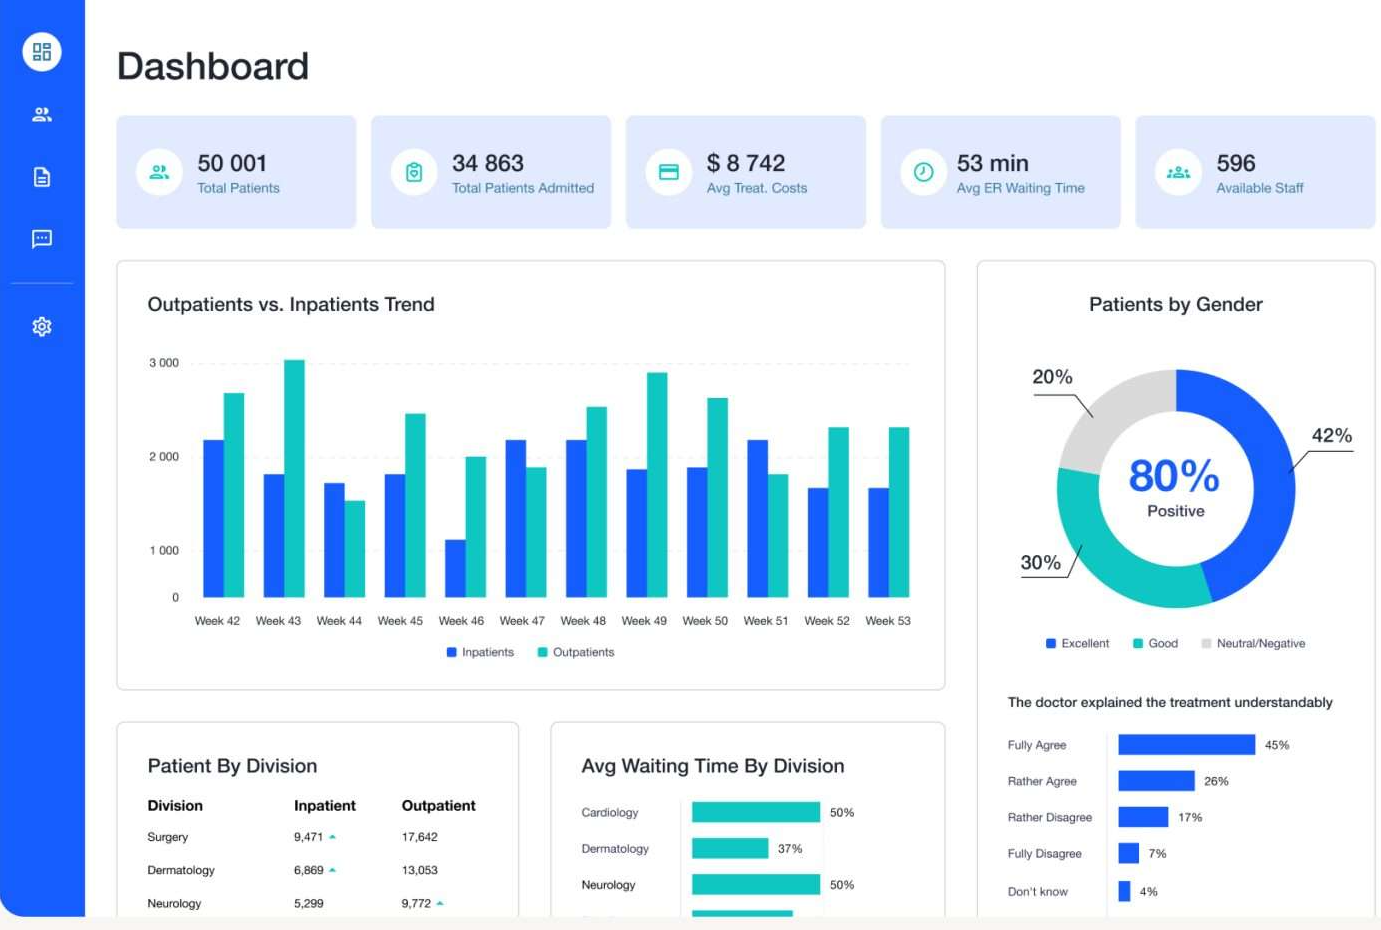 Dashboard
50 001
Total Patients
34 863
Total Patients Admitted
$ 8 742
Avg Treat. Costs
53 min
Avg ER Waiting Time
596
Available Staff
Outpatients vs. Inpatients Trend
3 000
2 000
1 000
0
Week 42 Week 43 Week 44 Week 45 Week 46 Week 47 Week 48 Week 49 Week 50 Week 51 Week 52 Week 53
Inpatients Outpatients
Patients by Gender
20%
42%
80%
Positive
30%
Excellent Good Neutral/Negative
The doctor explained the treatment understandably
Fully Agree 45%
Rather Agree 26%
Rather Disagree 17%
Fully Disagree 7%
Don't know 4%
Patient By Division
Division Inpatient Outpatient
Surgery 9,471 17,642
Dermatology 6,869 13,053
Neurology 5,299 9,772
Avg Waiting Time By Division
Cardiology 50%
Dermatology 37%
Neurology 50%